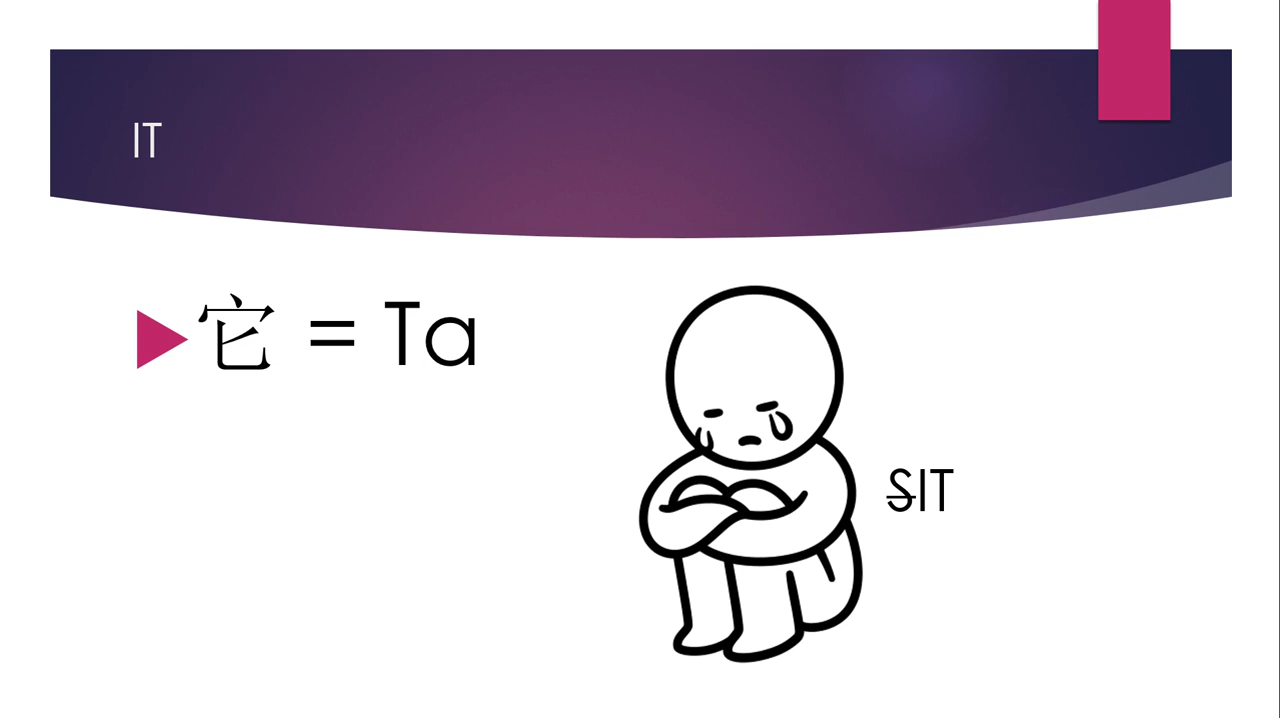 IT
它 = Ta
SIT